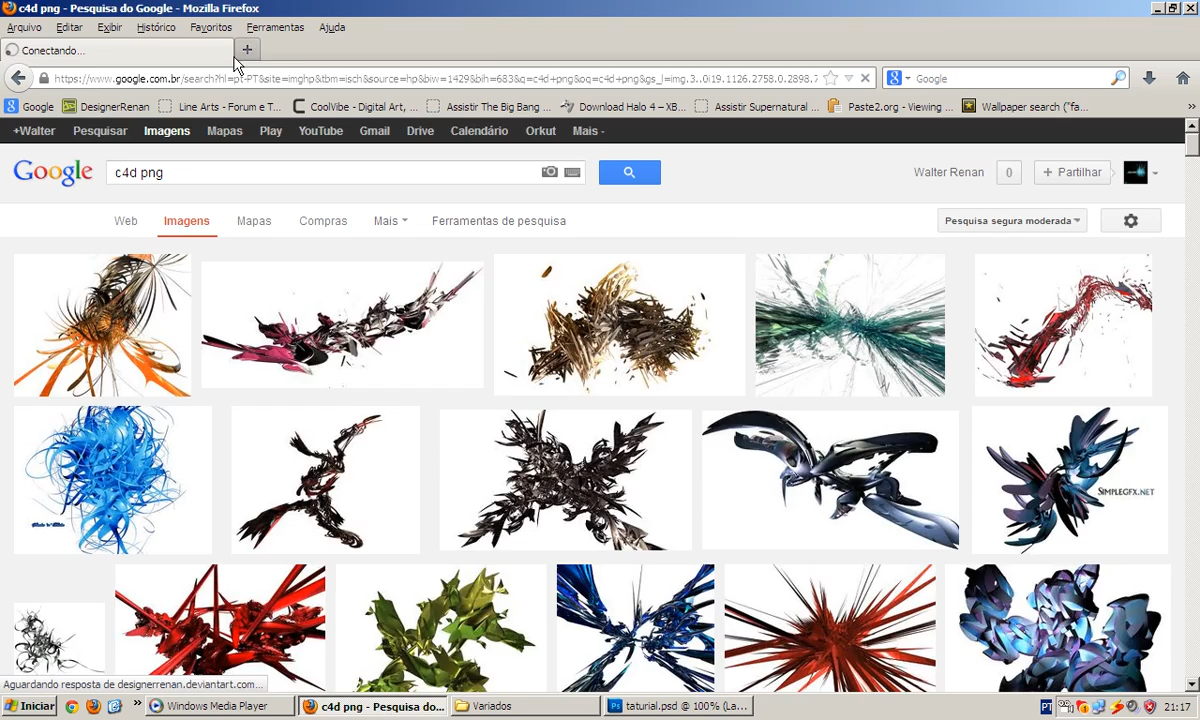 c4d png - Pesquisa do Google - Mozilla Firefox
Arquivo Editar Exibir Histórico Favoritos Ferramentas Ajuda
Conectando...
https://www.google.com.br/search?hl=pt-PT&site=imghp&tbm=isch&source=hp&biw=1429&bih=683&q=c4d+png&oq=c4d+png&gs_l=img.3..0i19.1126.2758.0.2898.7 Google
Google DesignerRenan Line Arts - Forum e T... CoolVibe - Digital Art, ... Assistir The Big Bang ... Download Halo 4 – XB... Assistir Supernatural ... Paste2.org - Viewing ... Wallpaper search ("fa... »
+Walter Pesquisar Imagens Mapas Play YouTube Gmail Drive Calendário Orkut Mais -
Google c4d png Walter Renan 0 + Partilhar
Web Imagens Mapas Compras Mais Ferramentas de pesquisa Pesquisa segura moderada
SIMPLEGFX.NET
Aguardando resposta de designerrenan.deviantart.com...
Iniciar » Windows Media Player c4d png - Pesquisa do... Variados Ps taturial.psd @ 100% (La... PT 21:17